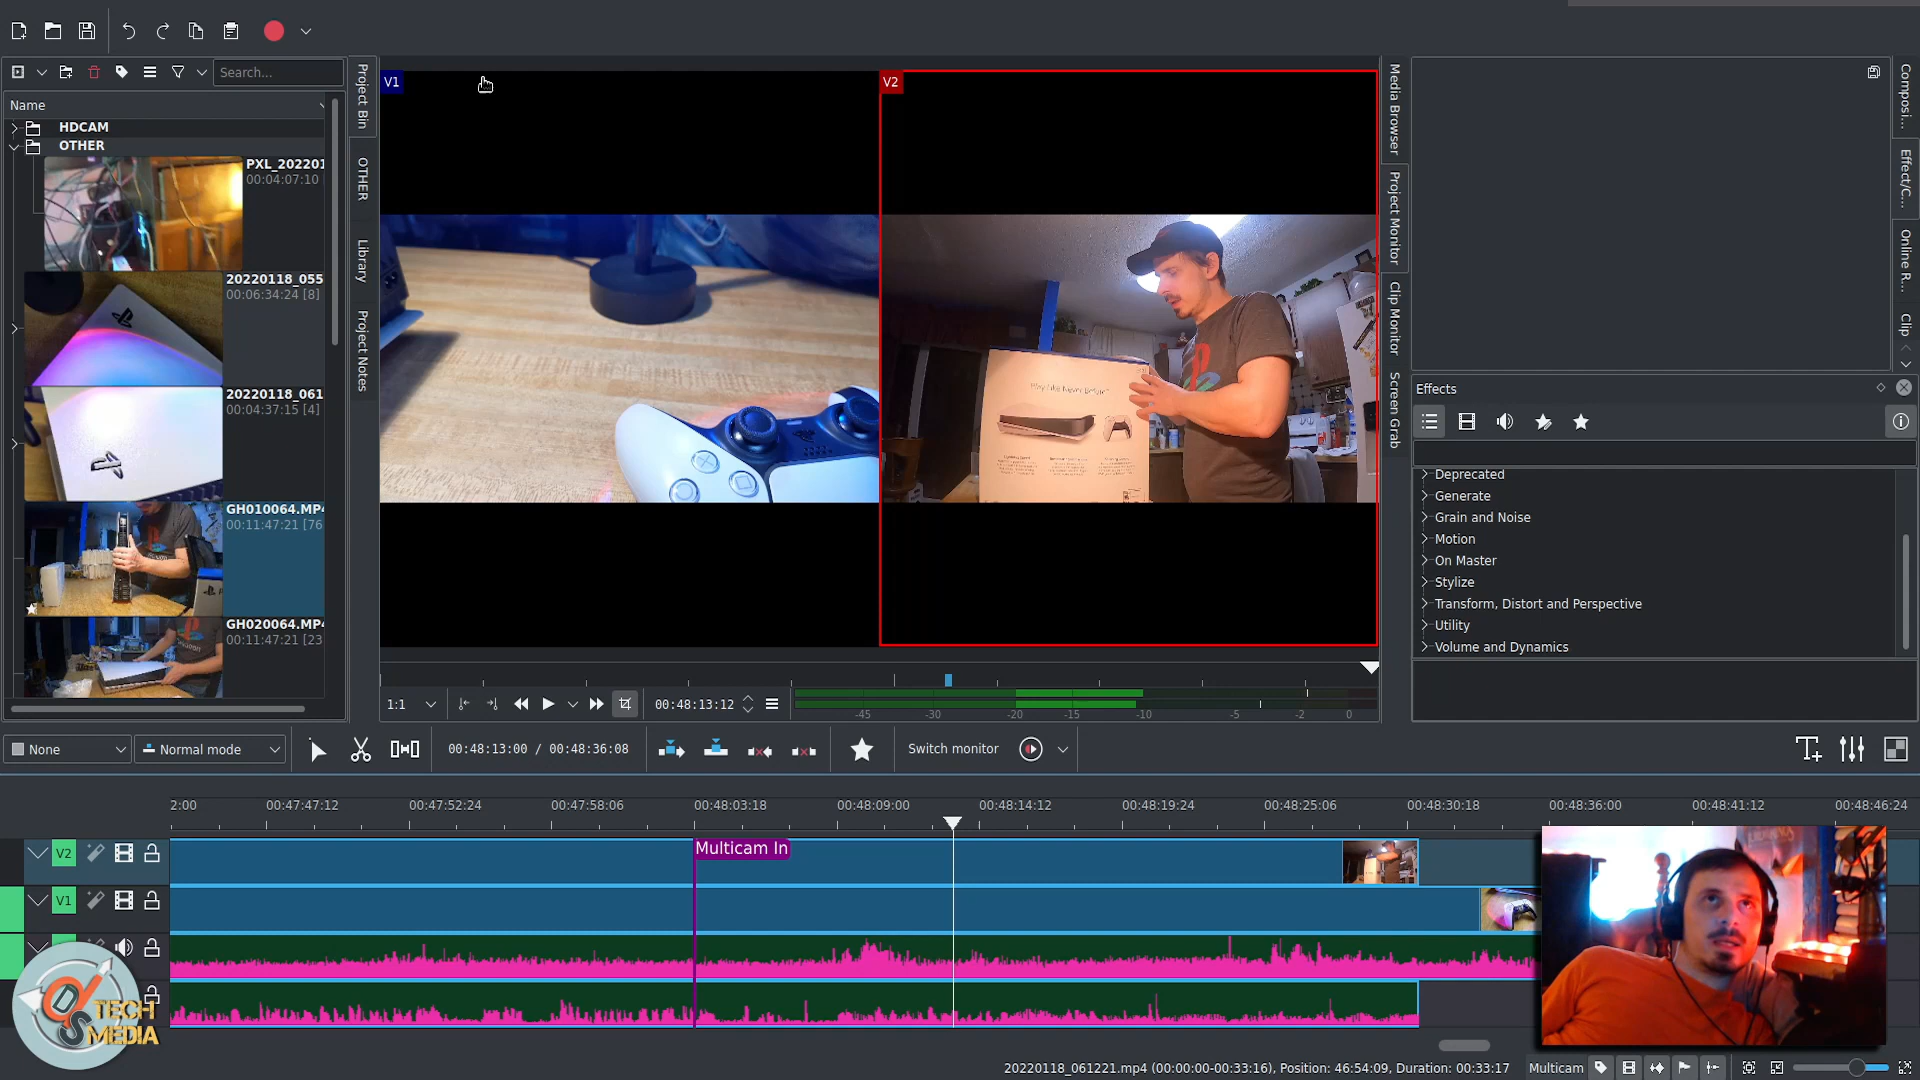 Search...
Name
HDCAM
OTHER
PXL_202201
00:04:07:10
20220118_055
00:06:34:24 [8]
20220118_061
00:04:37:15 [4]
GH010064.MP4
00:11:47:21 [76
GH020064.MP4
00:11:47:21 [23
Project Bin
OTHER
Library
Project Notes
V1
V2
Play Like Never Before
1:1
00:48:13:12
-45
-30
-20
-15
-10
-5
-2
0
Media Browser
Project Monitor
Clip Monitor
Screen Grab
Composi...
Effect/C...
Online R...
Clip
Effects
Deprecated
Generate
Grain and Noise
Motion
On Master
Stylize
Transform, Distort and Perspective
Utility
Volume and Dynamics
None
Normal mode
00:48:13:00 / 00:48:36:08
Switch monitor
2:00
00:47:47:12
00:47:52:24
00:47:58:06
00:48:03:18
00:48:09:00
00:48:14:12
00:48:19:24
00:48:25:06
00:48:30:18
00:48:36:00
00:48:41:12
00:48:46:24
V2
Multicam In
V1
TECH
MEDIA
20220118_061221.mp4 (00:00:00-00:33:16), Position: 46:54:09, Duration: 00:33:17
Multicam